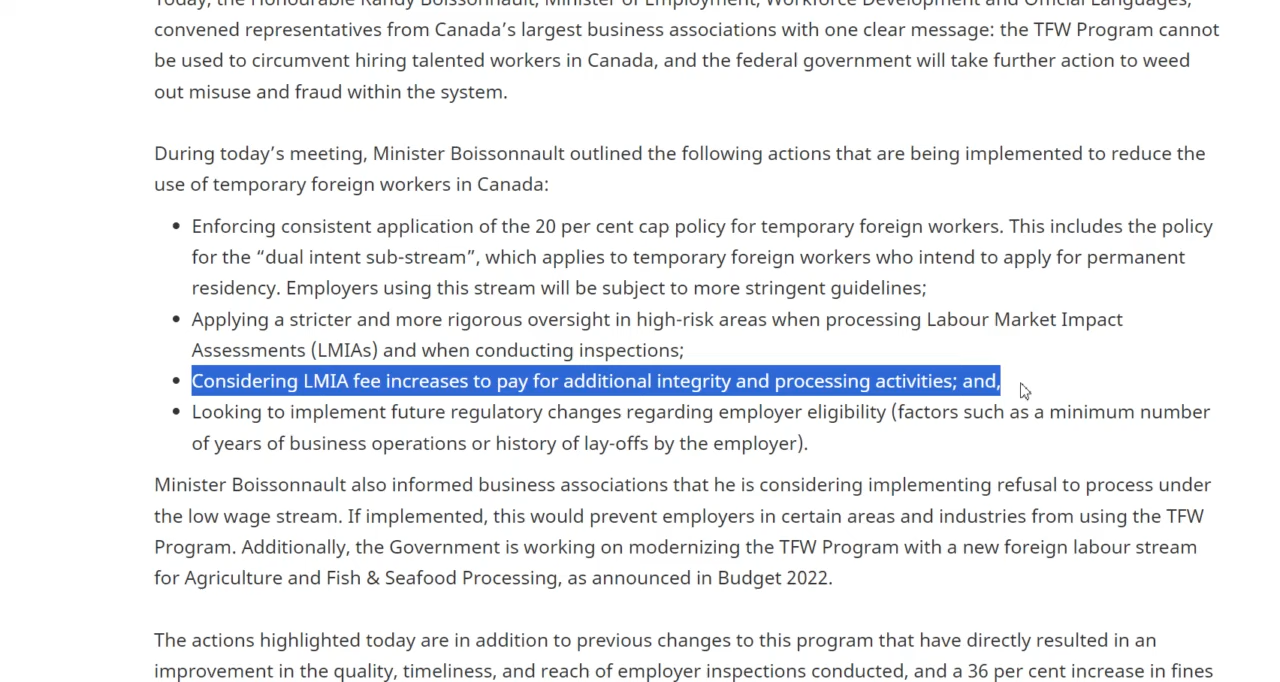 Today, the Honourable Randy Boissonnault, Minister of Employment, Workforce Development and Official Languages,
convened representatives from Canada’s largest business associations with one clear message: the TFW Program cannot
be used to circumvent hiring talented workers in Canada, and the federal government will take further action to weed
out misuse and fraud within the system.
During today’s meeting, Minister Boissonnault outlined the following actions that are being implemented to reduce the
use of temporary foreign workers in Canada:
• Enforcing consistent application of the 20 per cent cap policy for temporary foreign workers. This includes the policy
for the “dual intent sub-stream”, which applies to temporary foreign workers who intend to apply for permanent
residency. Employers using this stream will be subject to more stringent guidelines;
• Applying a stricter and more rigorous oversight in high-risk areas when processing Labour Market Impact
Assessments (LMIAs) and when conducting inspections;
• Considering LMIA fee increases to pay for additional integrity and processing activities; and,
• Looking to implement future regulatory changes regarding employer eligibility (factors such as a minimum number
of years of business operations or history of lay-offs by the employer).
Minister Boissonnault also informed business associations that he is considering implementing refusal to process under
the low wage stream. If implemented, this would prevent employers in certain areas and industries from using the TFW
Program. Additionally, the Government is working on modernizing the TFW Program with a new foreign labour stream
for Agriculture and Fish & Seafood Processing, as announced in Budget 2022.
The actions highlighted today are in addition to previous changes to this program that have directly resulted in an
improvement in the quality, timeliness, and reach of employer inspections conducted, and a 36 per cent increase in fines